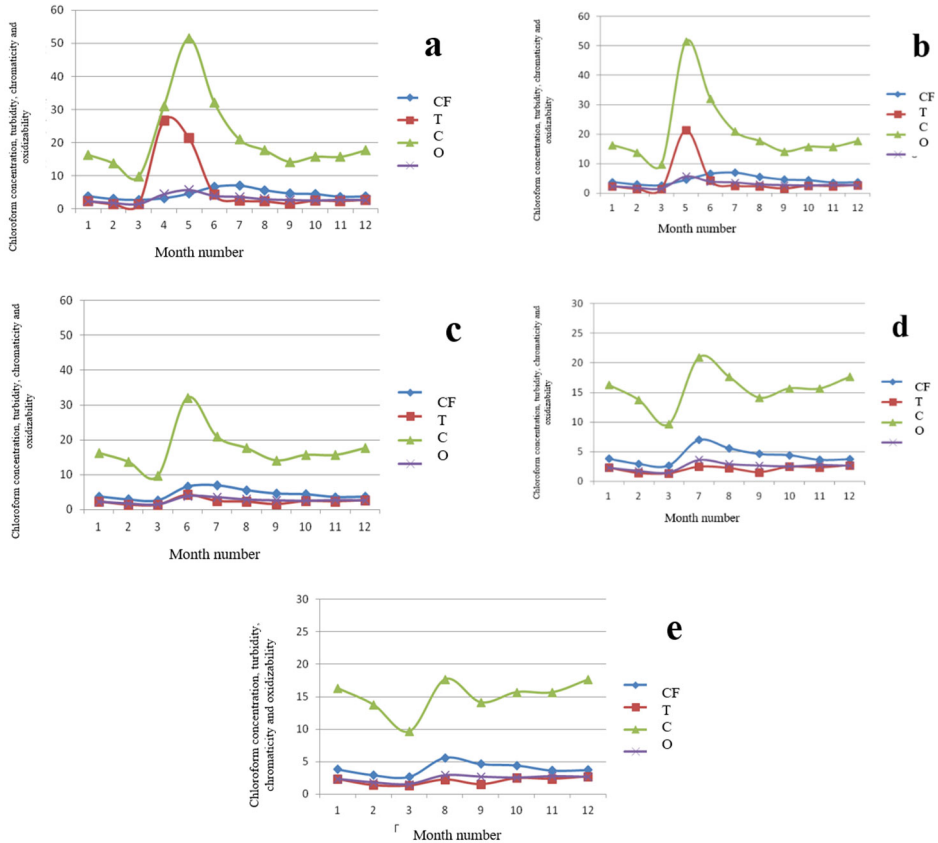 a
Chloroform concentration, turbidity, chromaticity and
oxidizability
60
50
40
30
20
10
0
1 2 3 4 5 6 7 8 9 10 11 12
Month number
CF
T
C
O
b
Chloroform concentration, turbidity, chromaticity and
oxidizability
60
50
40
30
20
10
0
1 2 3 5 6 7 8 9 10 11 12
Month number
CF
T
C
c
Chloroform concentration, turbidity, chromaticity and
oxidizability
60
50
40
30
20
10
0
1 2 3 6 7 8 9 10 11 12
Month number
CF
T
C
O
d
Chloroform concentration, turbidity, chromaticity and
oxidizability
30
25
20
15
10
5
0
1 2 3 7 8 9 10 11 12
Month number
CF
T
C
O
e
Chloroform concentration, turbidity,
chromaticity and oxidizability
30
25
20
15
10
5
0
1 2 3 8 9 10 11 12
Month number
CF
T
C
O